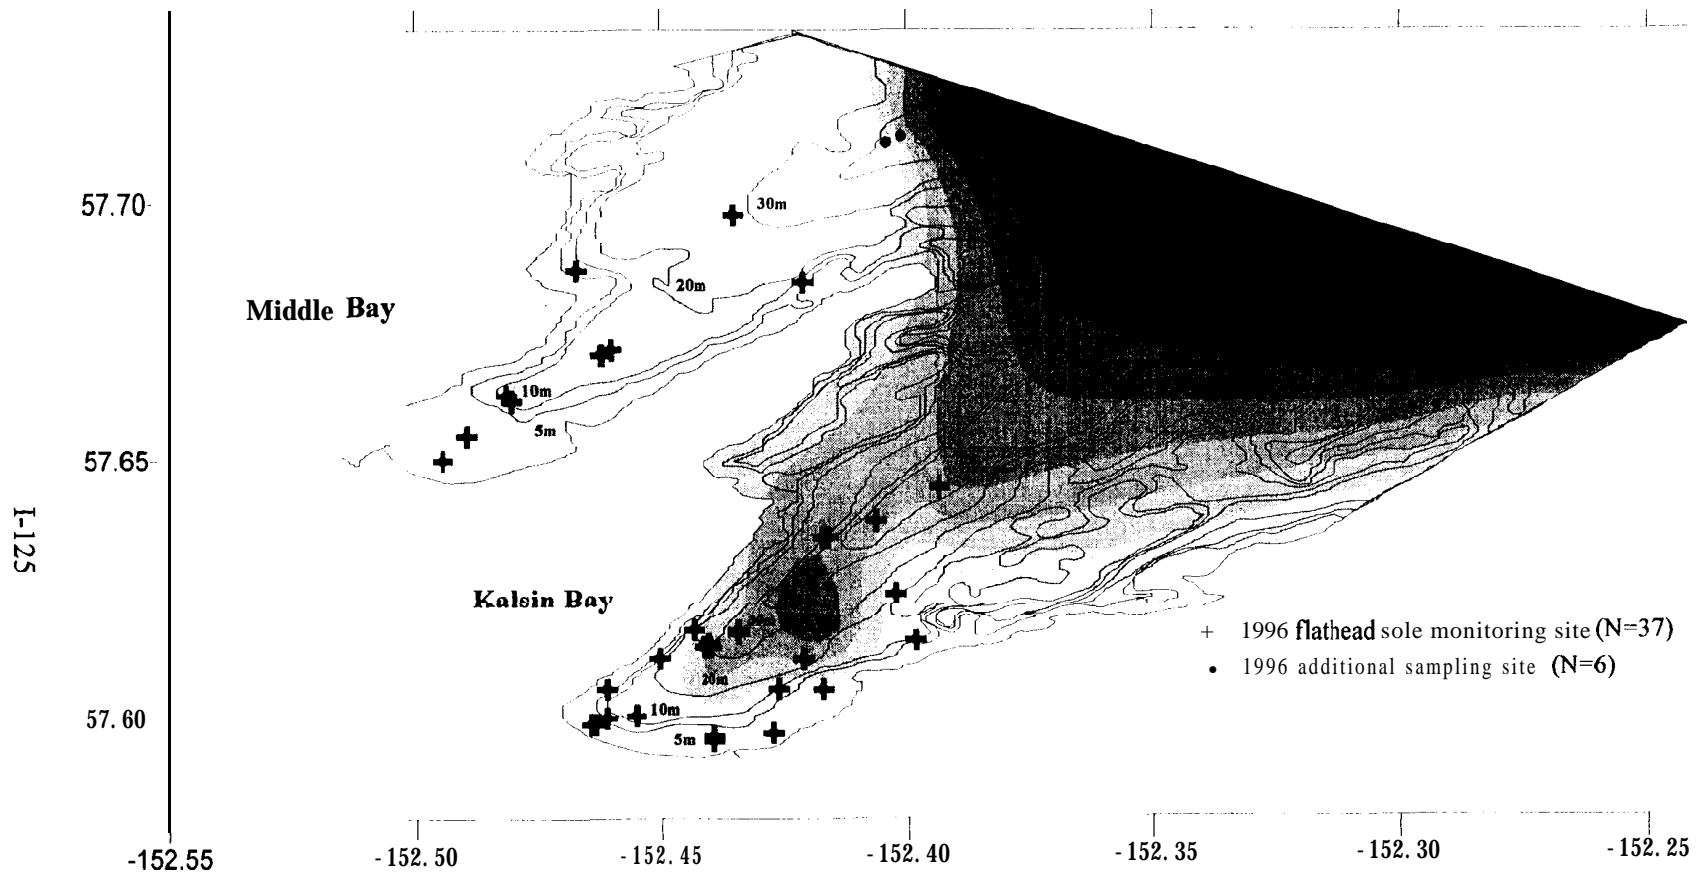 30m
57.70
20m
Middle Bay
10m
5m
57.65
I-125
Kalsin Bay
1996 flathead sole monitoring site (N=37)
1996 additional sampling site (N=6)
20m
10m
57.60
5m
-152.55
-152.50
-152.45
-152.40
-152.35
-152.30
-152.25